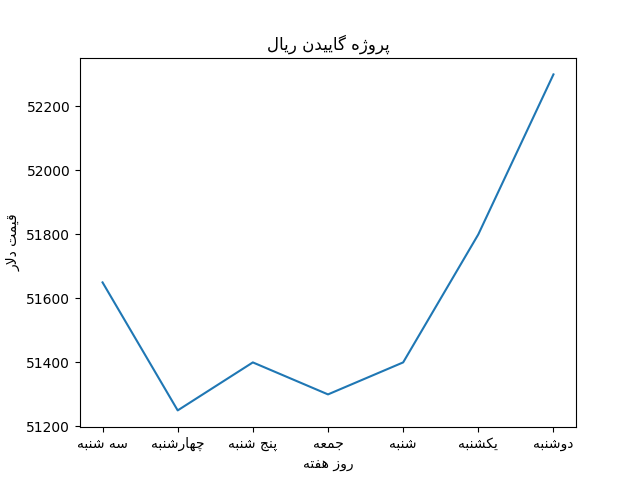 پروژه گاییدن ریال
قیمت دلار
52200
52000
51800
51600
51400
51200
سه شنبه
چهارشنبه
پنج شنبه
جمعه
شنبه
یکشنبه
دوشنبه
روز هفته